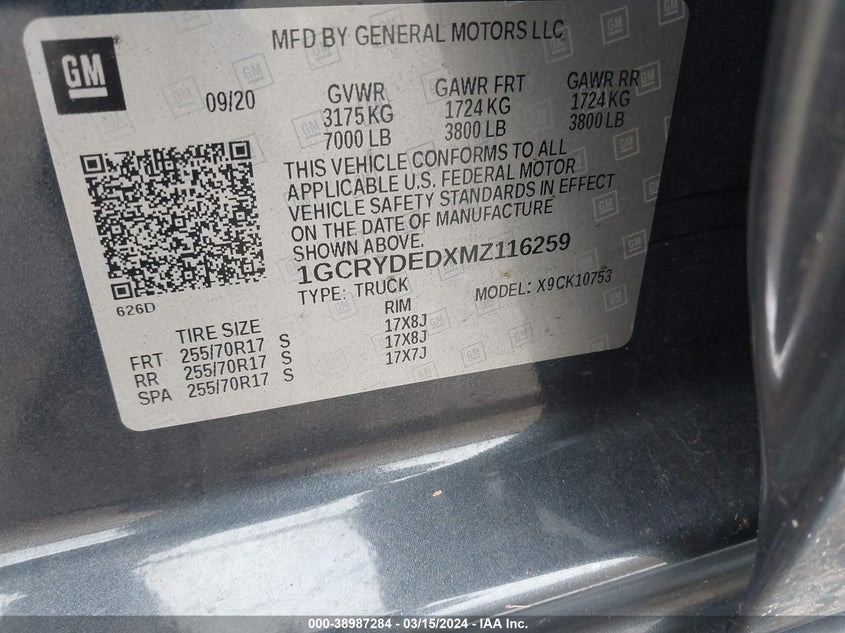 MFD BY GENERAL MOTORS LLC
GM
09/20
GVWR GAWR FRT GAWR RR
3175 KG 1724 KG 1724 KG
7000 LB 3800 LB 3800 LB
THIS VEHICLE CONFORMS TO ALL
APPLICABLE U.S. FEDERAL MOTOR
VEHICLE SAFETY STANDARDS IN EFFECT
ON THE DATE OF MANUFACTURE
SHOWN ABOVE.
1GCRYDEDXMZ116259
TYPE: TRUCK MODEL: X9CK10753
626D
TIRE SIZE RIM
FRT 255/70R17 S 17X8J
RR 255/70R17 S 17X8J
SPA 255/70R17 S 17X7J
000-38987284 - 03/15/2024 - IAA Inc.